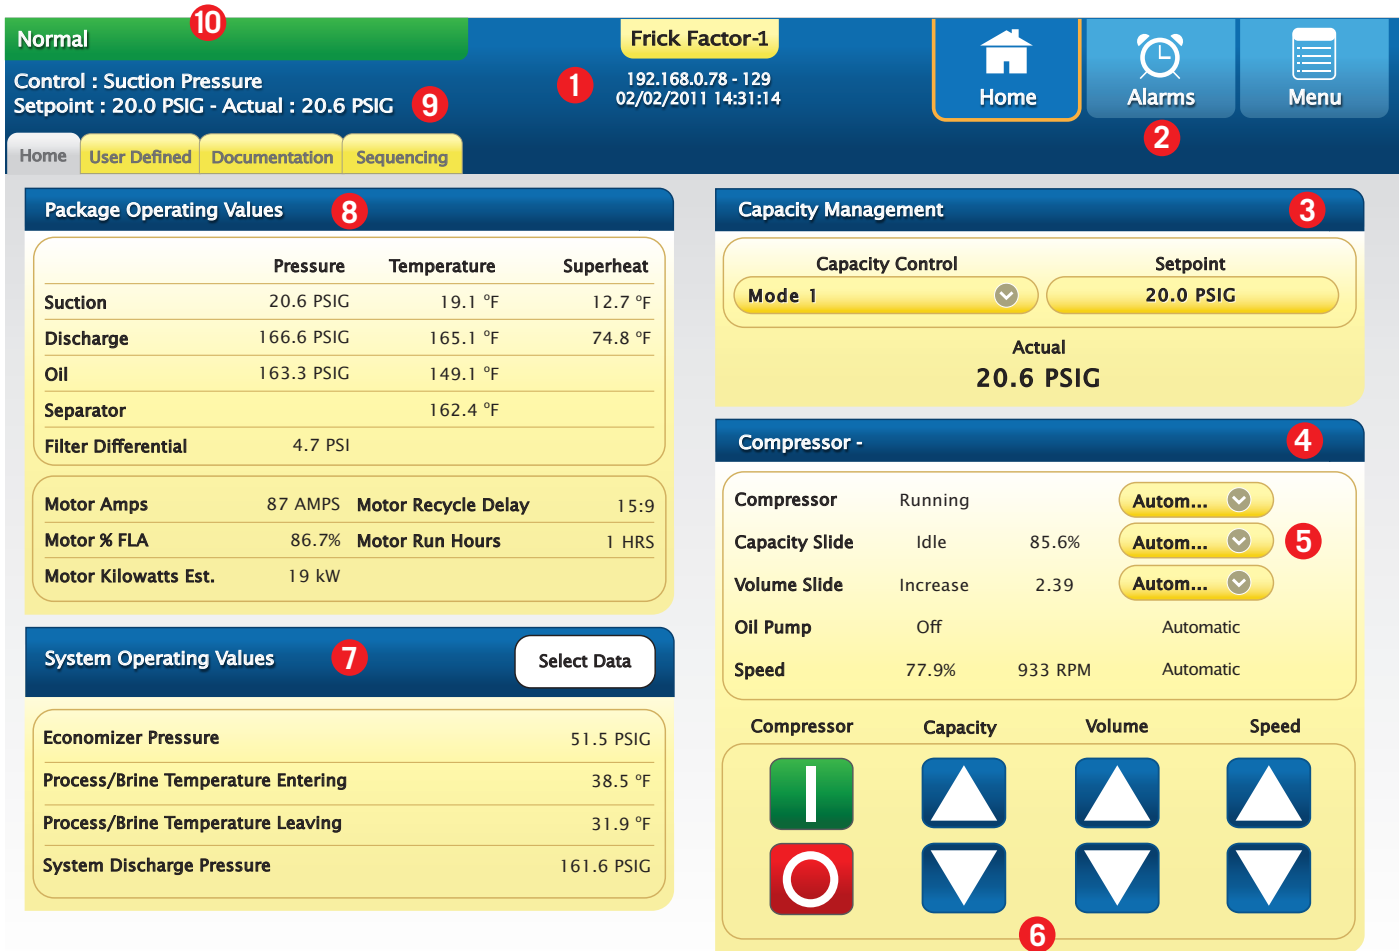 10
Normal
Frick Factor-1
Control : Suction Pressure
Setpoint : 20.0 PSIG - Actual : 20.6 PSIG
9
1
192.168.0.78 - 129
02/02/2011 14:31:14
Home
Alarms
Menu
2
Home User Defined Documentation Sequencing
Package Operating Values 8
Pressure Temperature Superheat
Suction 20.6 PSIG 19.1 °F 12.7 °F
Discharge 166.6 PSIG 165.1 °F 74.8 °F
Oil 163.3 PSIG 149.1 °F
Separator 162.4 °F
Filter Differential 4.7 PSI
Motor Amps 87 AMPS Motor Recycle Delay 15:9
Motor % FLA 86.7% Motor Run Hours 1 HRS
Motor Kilowatts Est. 19 kW
System Operating Values 7 Select Data
Economizer Pressure 51.5 PSIG
Process/Brine Temperature Entering 38.5 °F
Process/Brine Temperature Leaving 31.9 °F
System Discharge Pressure 161.6 PSIG
Capacity Management 3
Capacity Control Setpoint
Mode 1 20.0 PSIG
Actual
20.6 PSIG
Compressor - 4
Compressor Running Autom...
Capacity Slide Idle 85.6% Autom... 5
Volume Slide Increase 2.39 Autom...
Oil Pump Off Automatic
Speed 77.9% 933 RPM Automatic
Compressor Capacity Volume Speed
6